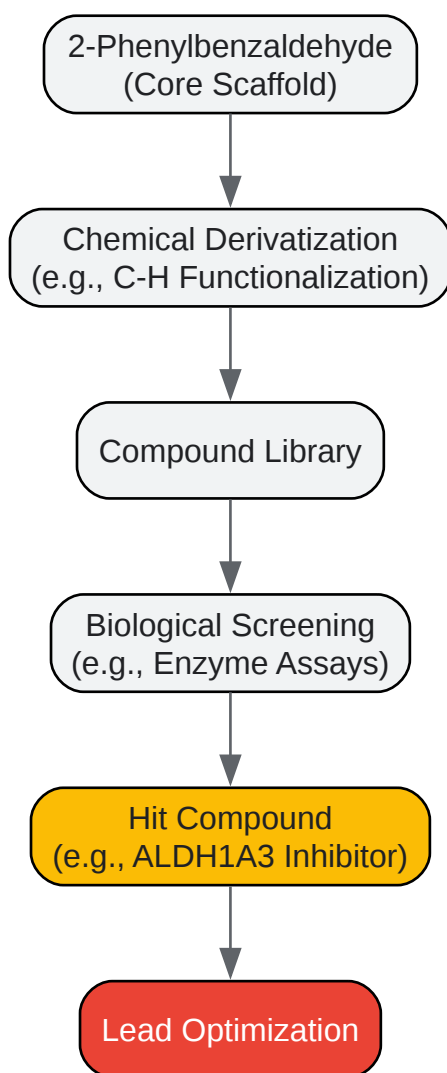 2-Phenylbenzaldehyde
(Core Scaffold)
Chemical Derivatization
(e.g., C-H Functionalization)
Compound Library
Biological Screening
(e.g., Enzyme Assays)
Hit Compound
(e.g., ALDH1A3 Inhibitor)
Lead Optimization